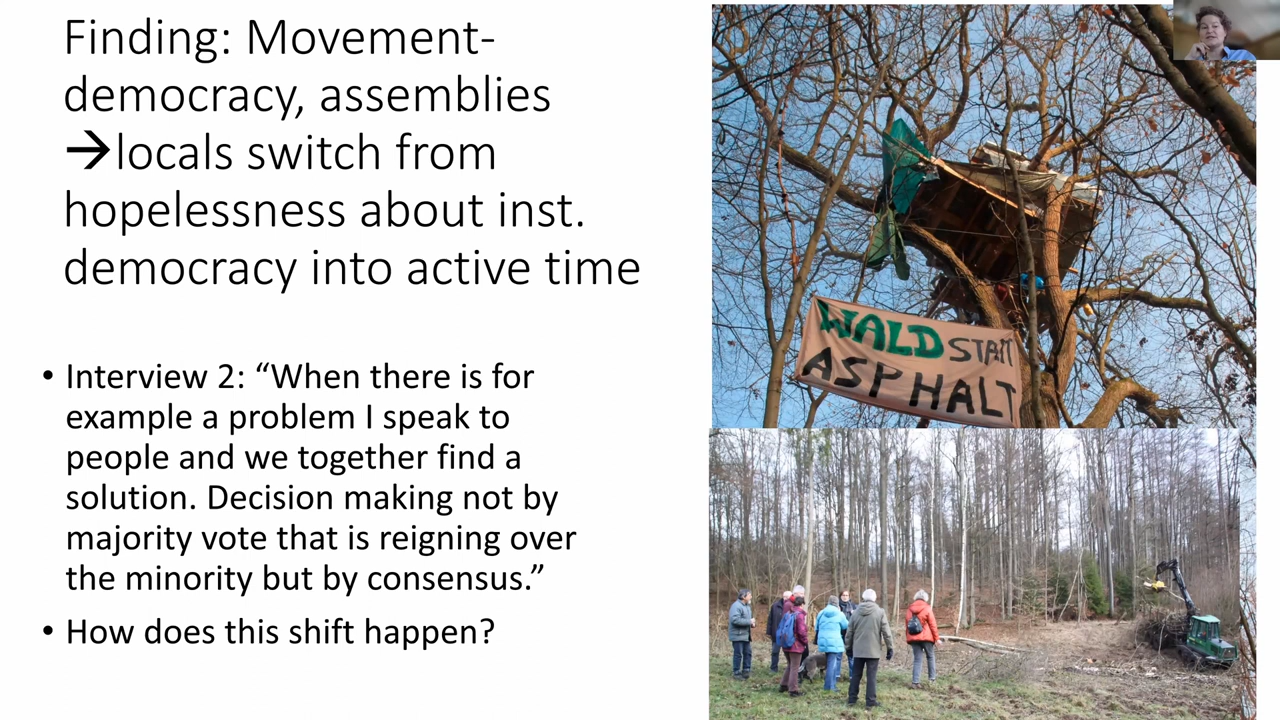 Finding: Movement-
democracy, assemblies
→locals switch from
hopelessness about inst.
democracy into active time
• Interview 2: “When there is for
example a problem I speak to
people and we together find a
solution. Decision making not by
majority vote that is reigning over
the minority but by consensus.”
• How does this shift happen?
WALD STATT
ASPHALT